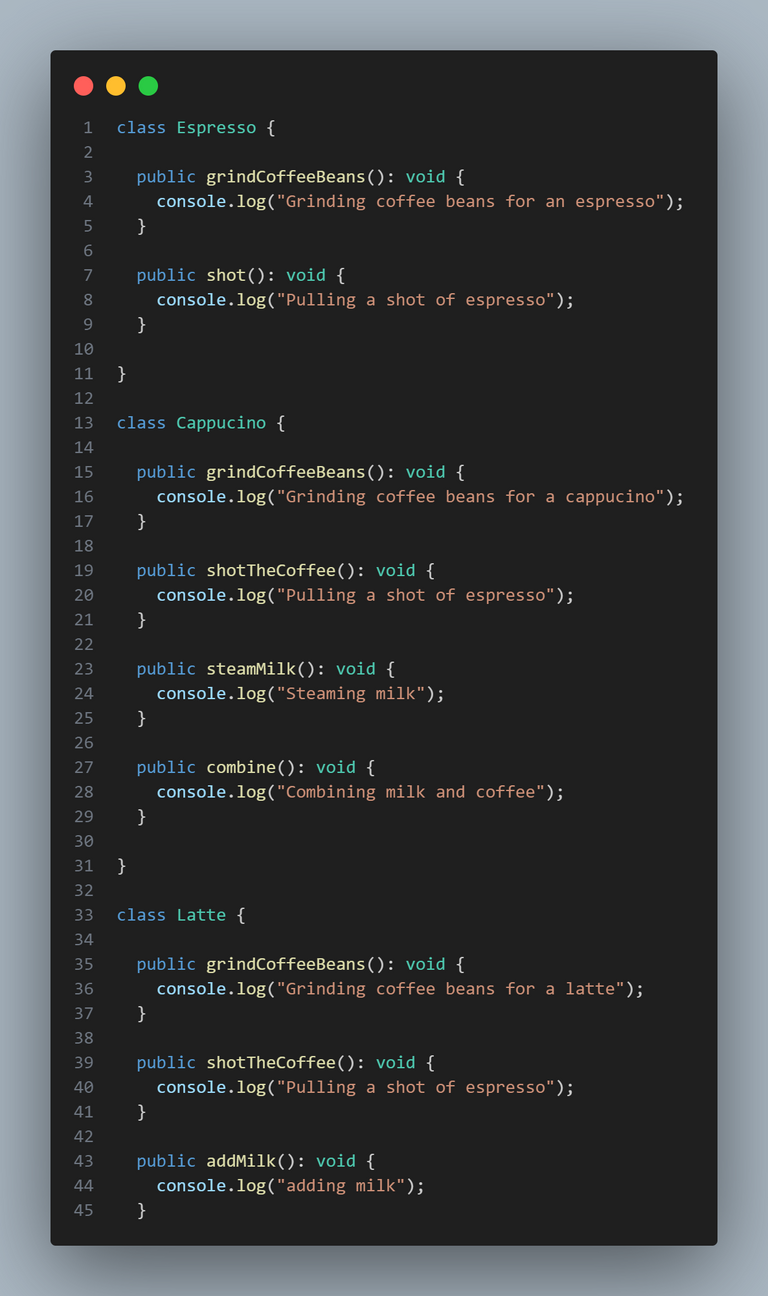 1 class Espresso {
2
3   public grindCoffeeBeans(): void {
4     console.log("Grinding coffee beans for an espresso");
5   }
6
7   public shot(): void {
8     console.log("Pulling a shot of espresso");
9   }
10
11 }
12
13 class Cappucino {
14
15   public grindCoffeeBeans(): void {
16     console.log("Grinding coffee beans for a cappucino");
17   }
18
19   public shotTheCoffee(): void {
20     console.log("Pulling a shot of espresso");
21   }
22
23   public steamMilk(): void {
24     console.log("Steaming milk");
25   }
26
27   public combine(): void {
28     console.log("Combining milk and coffee");
29   }
30
31 }
32
33 class Latte {
34
35   public grindCoffeeBeans(): void {
36     console.log("Grinding coffee beans for a latte");
37   }
38
39   public shotTheCoffee(): void {
40     console.log("Pulling a shot of espresso");
41   }
42
43   public addMilk(): void {
44     console.log("adding milk");
45   }